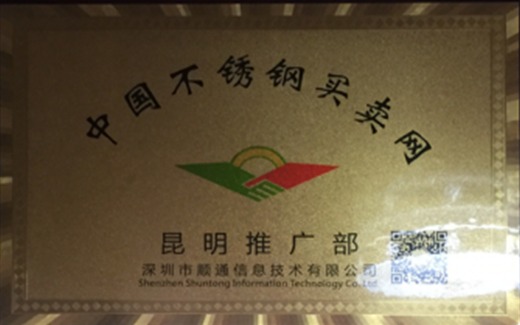 中国不锈钢买卖网
昆明推广部
深圳市顺通信息技术有限公司
Shenzhen Shuntong Information Technology Co. Ltd